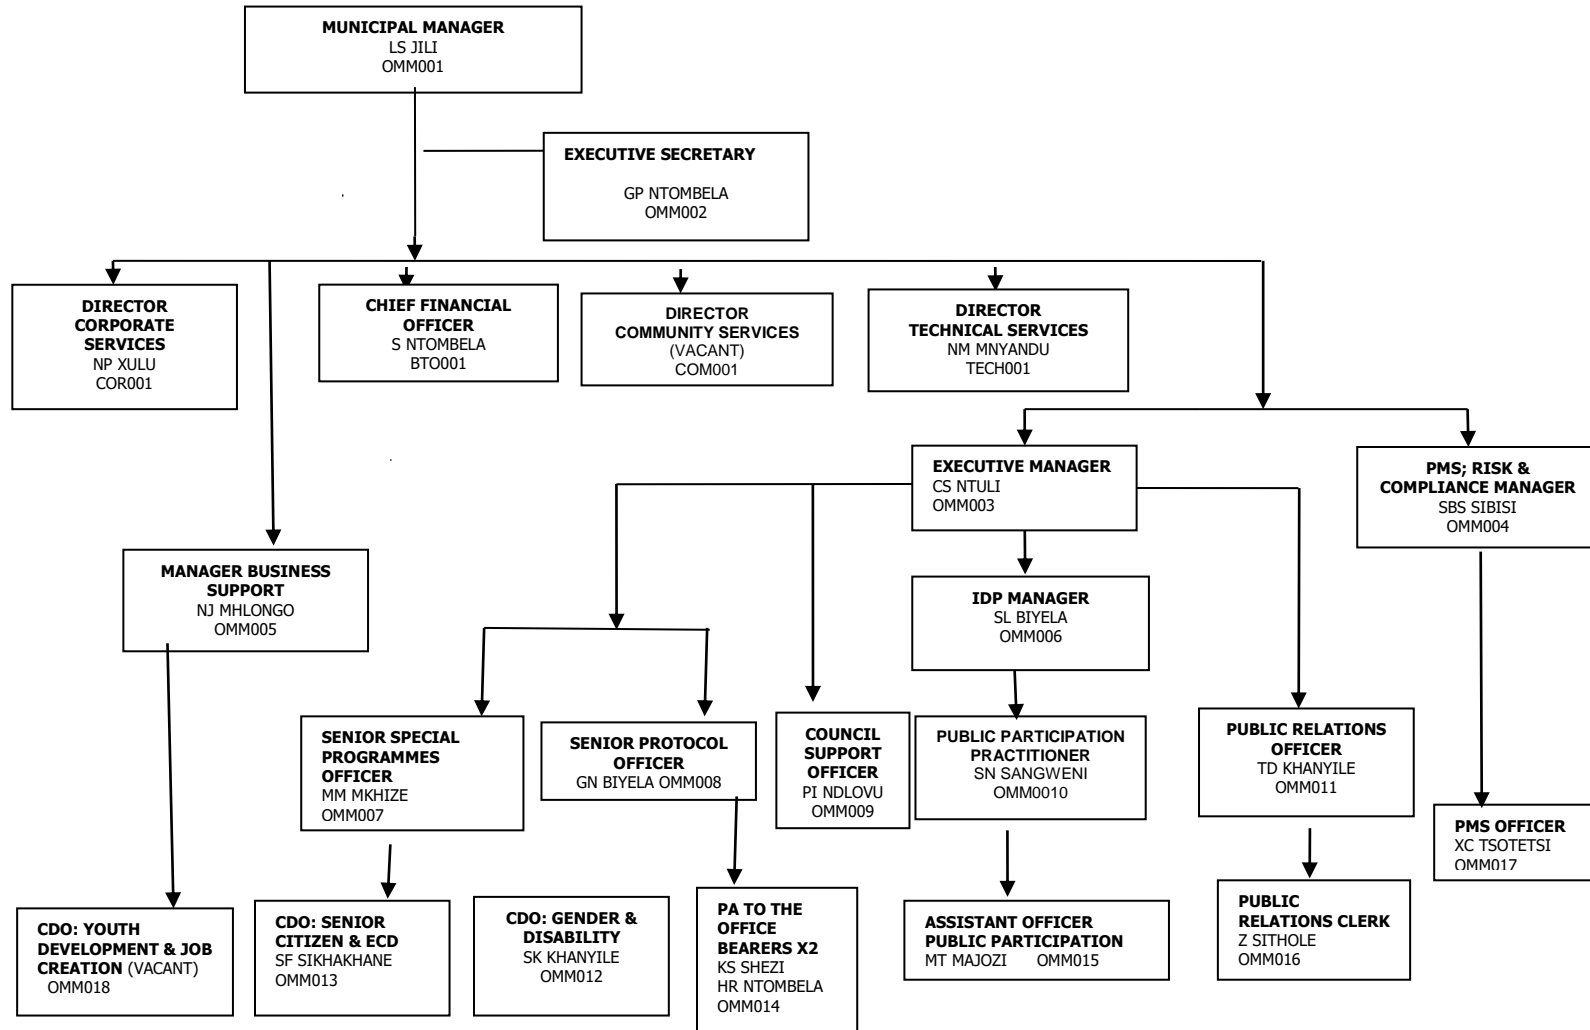 MUNICIPAL MANAGER
LS JILI
OMM001
EXECUTIVE SECRETARY
GP NTOMBELA
OMM002
DIRECTOR
CORPORATE
SERVICES
NP XULU
COR001
CHIEF FINANCIAL
OFFICER
S NTOMBELA
BTO001
DIRECTOR
COMMUNITY SERVICES
(VACANT)
COM001
DIRECTOR
TECHNICAL SERVICES
NM MNYANDU
TECH001
EXECUTIVE MANAGER
CS NTULI
OMM003
PMS; RISK &
COMPLIANCE MANAGER
SBS SIBISI
OMM004
MANAGER BUSINESS
SUPPORT
NJ MHLONGO
OMM005
IDP MANAGER
SL BIYELA
OMM006
SENIOR SPECIAL
PROGRAMMES
OFFICER
MM MKHIZE
OMM007
SENIOR PROTOCOL
OFFICER
GN BIYELA OMM008
COUNCIL
SUPPORT
OFFICER
PI NDLOVU
OMM009
PUBLIC PARTICIPATION
PRACTITIONER
SN SANGWENI
OMM0010
PUBLIC RELATIONS
OFFICER
TD KHANYILE
OMM011
PMS OFFICER
XC TSOTETSI
OMM017
CDO: YOUTH
DEVELOPMENT & JOB
CREATION (VACANT)
OMM018
CDO: SENIOR
CITIZEN & ECD
SF SIKHAKHANE
OMM013
CDO: GENDER &
DISABILITY
SK KHANYILE
OMM012
PA TO THE
OFFICE
BEARERS X2
KS SHEZI
HR NTOMBELA
OMM014
ASSISTANT OFFICER
PUBLIC PARTICIPATION
MT MAJOZI OMM015
PUBLIC
RELATIONS CLERK
Z SITHOLE
OMM016